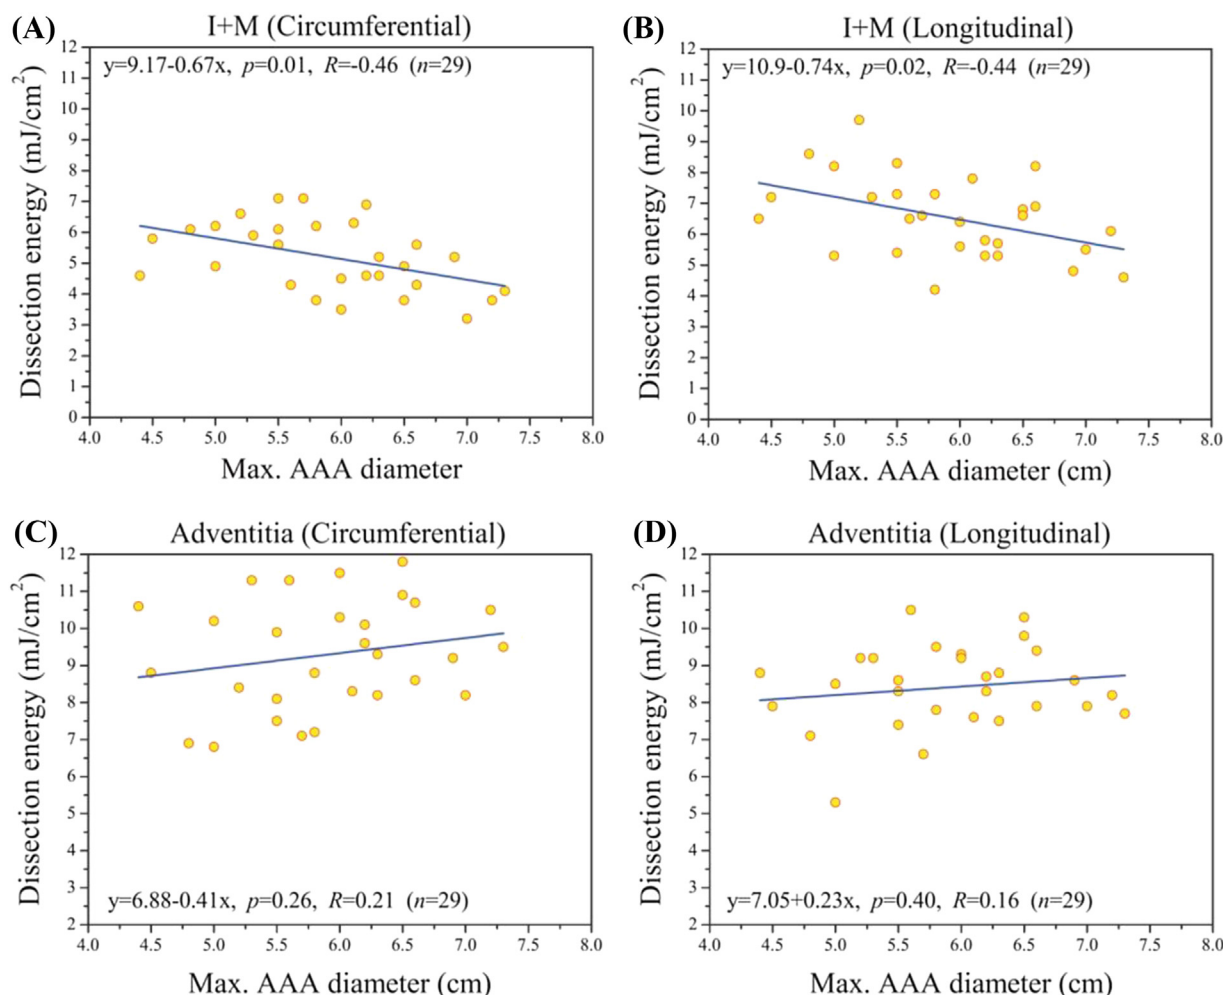 (A) I+M (Circumferential)
y=9.17-0.67x, p=0.01, R=-0.46 (n=29)
Dissection energy (mJ/cm²)
12
11
10
9
8
7
6
5
4
3
2
1
0
4.0 4.5 5.0 5.5 6.0 6.5 7.0 7.5 8.0
Max. AAA diameter
(B) I+M (Longitudinal)
y=10.9-0.74x, p=0.02, R=-0.44 (n=29)
Dissection energy (mJ/cm²)
12
11
10
9
8
7
6
5
4
3
2
1
0
4.0 4.5 5.0 5.5 6.0 6.5 7.0 7.5 8.0
Max. AAA diameter (cm)
(C) Adventitia (Circumferential)
Dissection energy (mJ/cm²)
12
11
10
9
8
7
6
5
4
3
2
y=6.88-0.41x, p=0.26, R=0.21 (n=29)
4.0 4.5 5.0 5.5 6.0 6.5 7.0 7.5 8.0
Max. AAA diameter (cm)
(D) Adventitia (Longitudinal)
Dissection energy (mJ/cm²)
12
11
10
9
8
7
6
5
4
3
2
y=7.05+0.23x, p=0.40, R=0.16 (n=29)
4.0 4.5 5.0 5.5 6.0 6.5 7.0 7.5 8.0
Max. AAA diameter (cm)